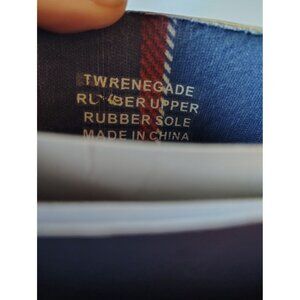 TWRENEGADE
RUBBER UPPER
RUBBER SOLE
MADE IN CHINA